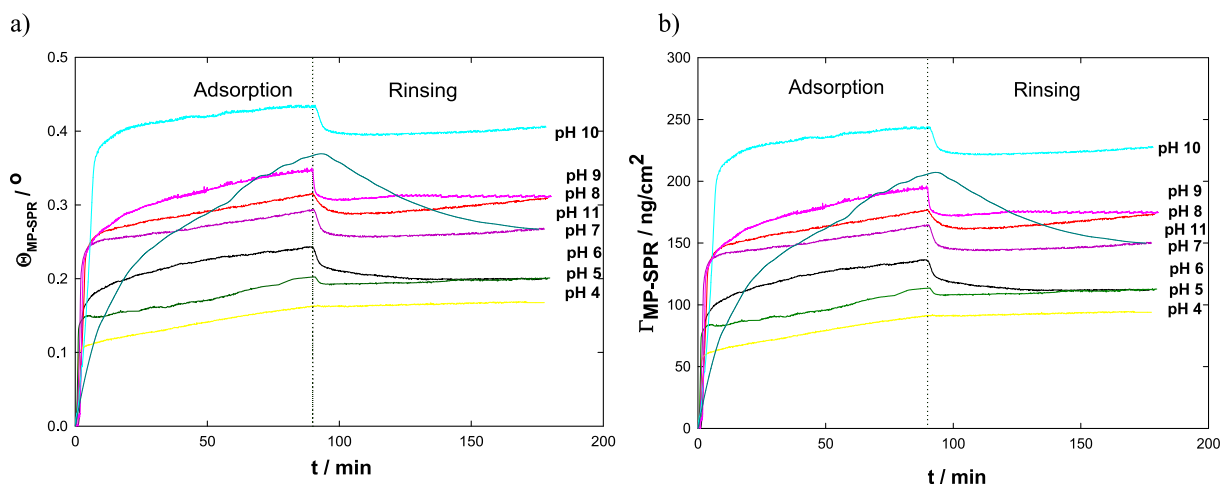 a)
0.5
0.4
0.3
0.2
0.1
0.0
ΘMP-SPR / º
Adsorption
Rinsing
pH 10
pH 9
pH 8
pH 11
pH 7
pH 6
pH 5
pH 4
0
50
100
150
200
t / min
b)
300
250
200
150
100
50
0
ΓMP-SPR / ng/cm²
Adsorption
Rinsing
pH 10
pH 9
pH 8
pH 11
pH 7
pH 6
pH 5
pH 4
0
50
100
150
200
t / min